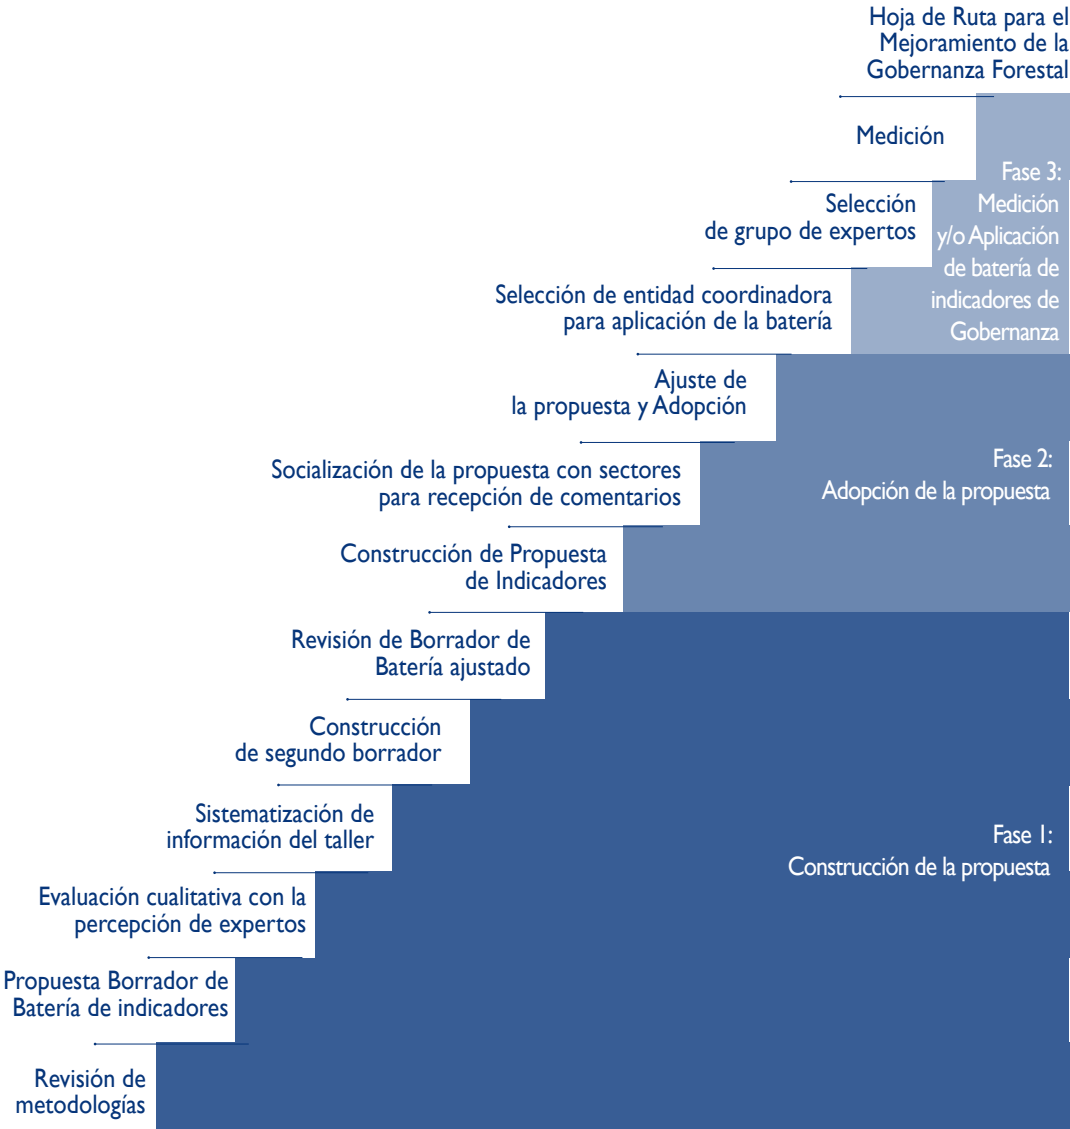 Hoja de Ruta para el
Mejoramiento de la
Gobernanza Forestal
Medición
Selección
de grupo de expertos
Selección de entidad coordinadora
para aplicación de la batería
Fase 3:
Medición
y/o Aplicación
de batería de
indicadores de
Gobernanza
Ajuste de
la propuesta y Adopción
Socialización de la propuesta con sectores
para recepción de comentarios
Construcción de Propuesta
de Indicadores
Fase 2:
Adopción de la propuesta
Revisión de Borrador de
Batería ajustado
Construcción
de segundo borrador
Sistematización de
información del taller
Evaluación cualitativa con la
percepción de expertos
Propuesta Borrador de
Batería de indicadores
Revisión de
metodologías
Fase 1:
Construcción de la propuesta